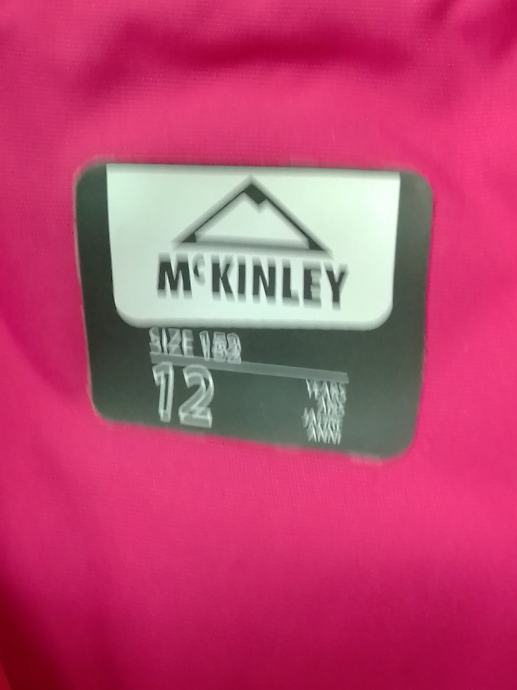 McKINLEY
SIZE 152
12
YEARS
ANS
JAHRE
ANNI